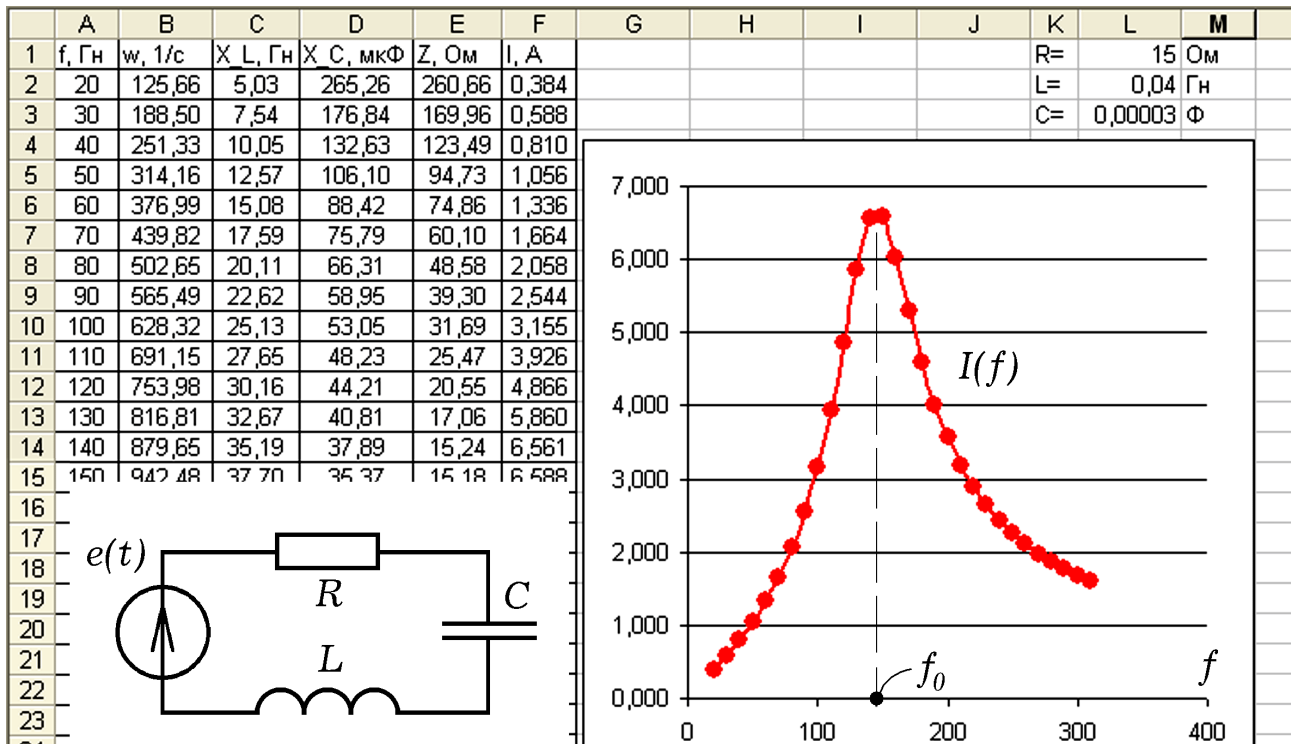 A B C D E F G H I J K L M
1 f, Гн w, 1/с X_L, Гн X_C, мкФ Z, Ом I, А R= 15 Ом
2 20 125,66 5,03 265,26 260,66 0,384 L= 0,04 Гн
3 30 188,50 7,54 176,84 169,96 0,588 C= 0,00003 Ф
4 40 251,33 10,05 132,63 123,49 0,810
5 50 314,16 12,57 106,10 94,73 1,056
6 60 376,99 15,08 88,42 74,86 1,336
7 70 439,82 17,59 75,79 60,10 1,664
8 80 502,65 20,11 66,31 48,58 2,058
9 90 565,49 22,62 58,95 39,30 2,544
10 100 628,32 25,13 53,05 31,69 3,155
11 110 691,15 27,65 48,23 25,47 3,926
12 120 753,98 30,16 44,21 20,55 4,866
13 130 816,81 32,67 40,81 17,06 5,860
14 140 879,65 35,19 37,89 15,24 6,561
15 150 942,48 37,70 35,37 15,18 6,588
16
17
18
19
20
21
22
23
e(t)
R
C
L
7,000
6,000
5,000
4,000
3,000
2,000
1,000
0,000
I(f)
f₀
f
0 100 200 300 400